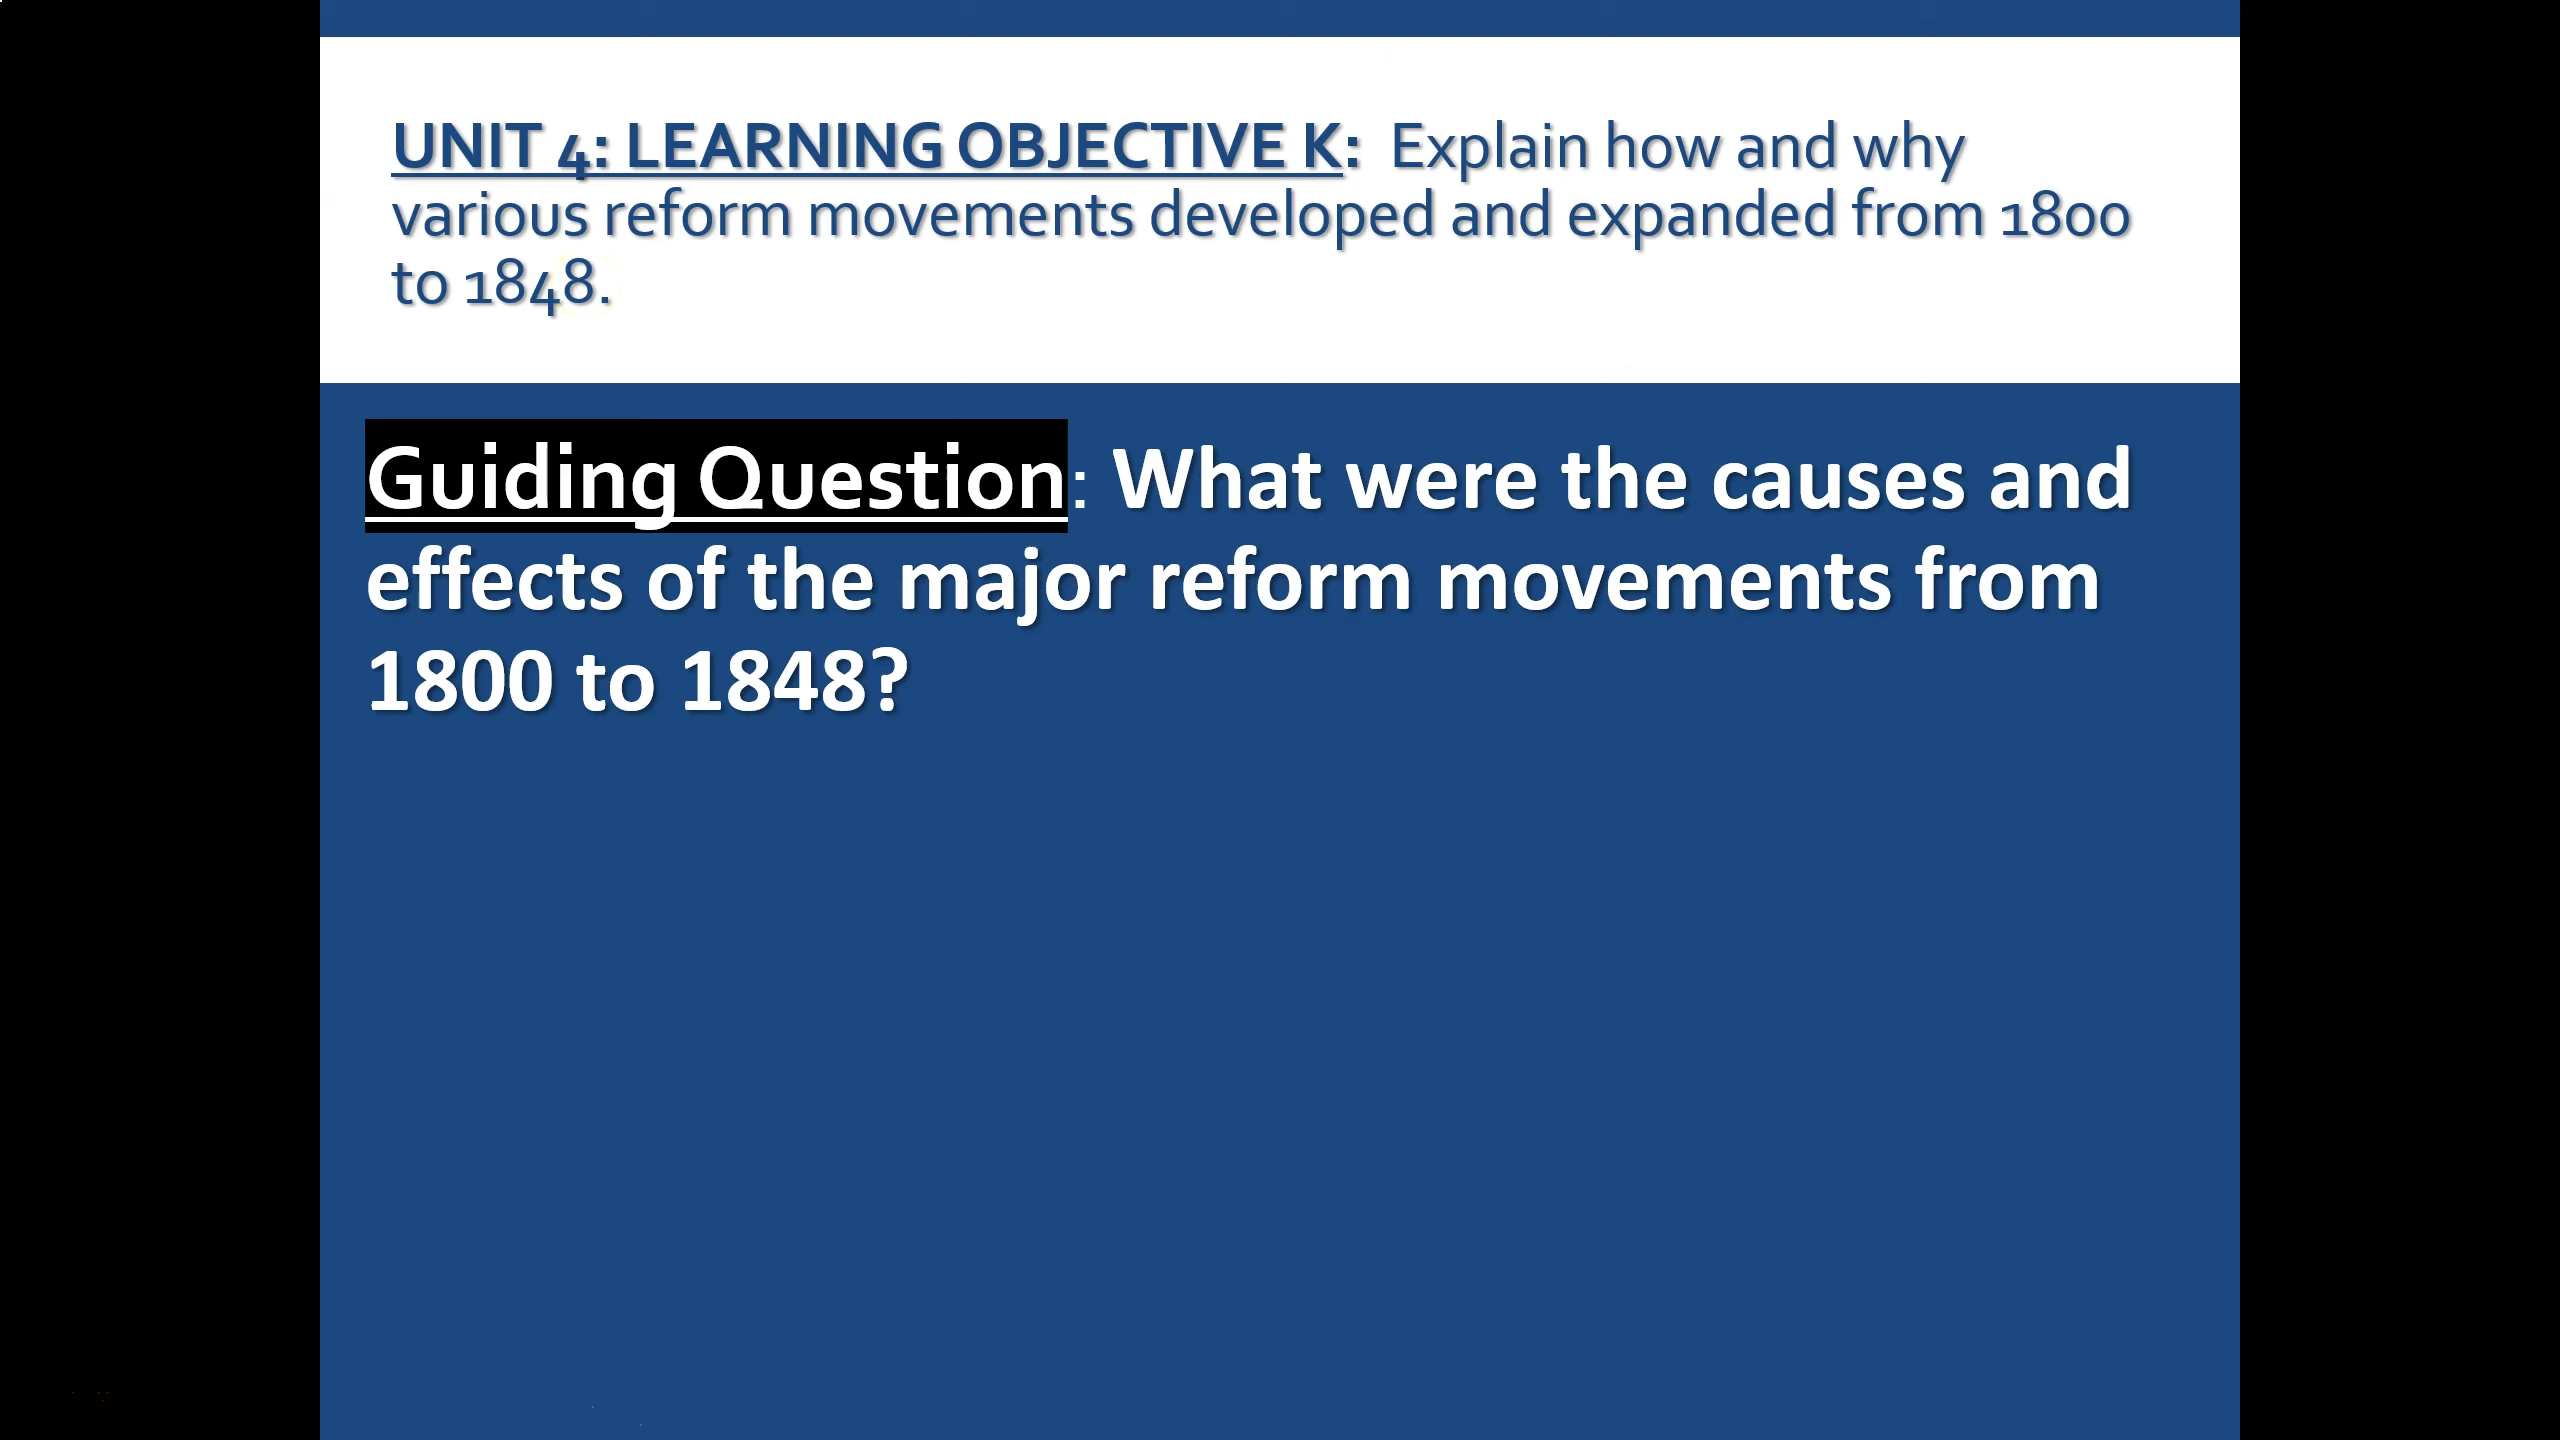 UNIT 4: LEARNING OBJECTIVE K: Explain how and why
various reform movements developed and expanded from 1800
to 1848.
Guiding Question: What were the causes and
effects of the major reform movements from
1800 to 1848?